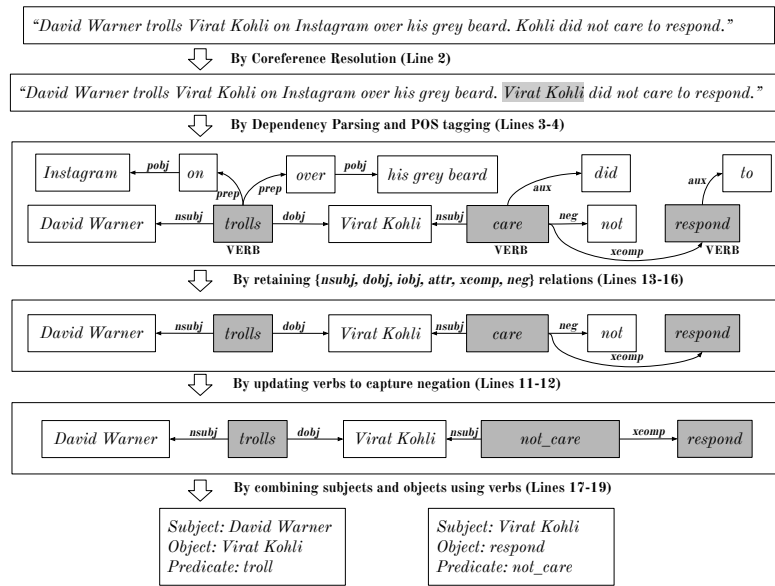 “David Warner trolls Virat Kohli on Instagram over his grey beard. Kohli did not care to respond.”
By Coreference Resolution (Line 2)
“David Warner trolls Virat Kohli on Instagram over his grey beard. Virat Kohli did not care to respond.”
By Dependency Parsing and POS tagging (Lines 3-4)
Instagram pobj on prep prep over pobj his grey beard aux did aux to
David Warner nsubj trolls dobj Virat Kohli nsubj care neg not xcomp respond
VERB VERB VERB
By retaining {nsubj, dobj, iobj, attr, xcomp, neg} relations (Lines 13-16)
David Warner nsubj trolls dobj Virat Kohli nsubj care neg not xcomp respond
By updating verbs to capture negation (Lines 11-12)
David Warner nsubj trolls dobj Virat Kohli nsubj not_care xcomp respond
By combining subjects and objects using verbs (Lines 17-19)
Subject: David Warner
Object: Virat Kohli
Predicate: troll
Subject: Virat Kohli
Object: respond
Predicate: not_care